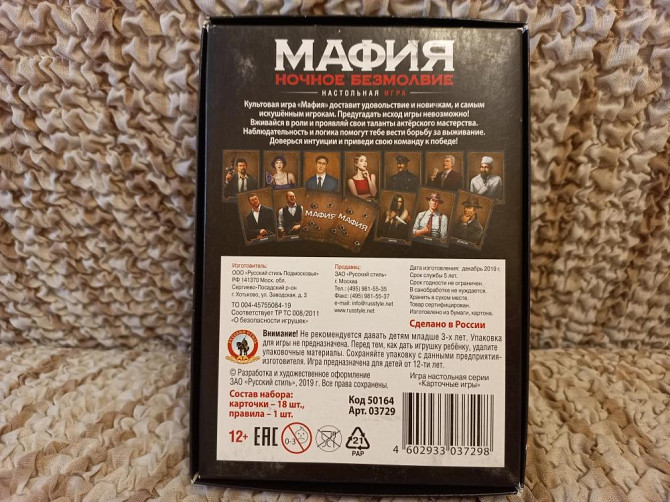 МАФИЯ
НОЧНОЕ БЕЗМОЛВИЕ
НАСТОЛЬНАЯ ИГРА
Культовая игра «Мафия» доставит удовольствие и новичкам, и самым
искушённым игрокам. Предугадать исход игры невозможно!
Вживайся в роли и проявляй свои таланты актёрского мастерства.
Наблюдательность и логика помогут тебе вести борьбу за выживание.
Доверься интуиции и приведи свою команду к победе!
МАФИЯ МАФИЯ
Изготовитель:
ООО «Русский стиль Подмосковья»
РФ 141370 Моск. обл.
Сергиево-Посадский р-он
г. Хотьково, ул. Заводская, д. 3
ТО 004-45755084-19
Соответствует ТР ТС 008/2011
«О безопасности игрушек»
Продавец:
ЗАО «Русский стиль»
г. Москва
Тел.: (495) 981-55-35
Факс: (495) 981-55-37
e-mail: info@russtyle.net
www.russtyle.net
Дата изготовления: декабрь 2019 г.
Срок службы 5 лет.
Срок годности не ограничен.
В санобработке не нуждается.
Хранить в сухом месте.
Товар сертифицирован.
Изготовлено из бумаги, картона.
Сделано в России
Внимание! Не рекомендуется давать детям младше 3-х лет. Упаковка
для игры не предназначена. Перед тем, как дать игрушку ребёнку, удалите
упаковочные материалы. Сохраняйте упаковку с данными предприятия-
изготовителя. Игра предназначена для детей от 12-ти лет.
© Разработка и художественное оформление
ЗАО «Русский стиль», 2019 г. Все права сохранены.
Игра настольная серии
«Карточные игры»
Состав набора:
карточки – 18 шт.,
правила – 1 шт.
Код 50164
Арт. 03729
12+
EAC
0-3
21
PAP
4 602933 037298